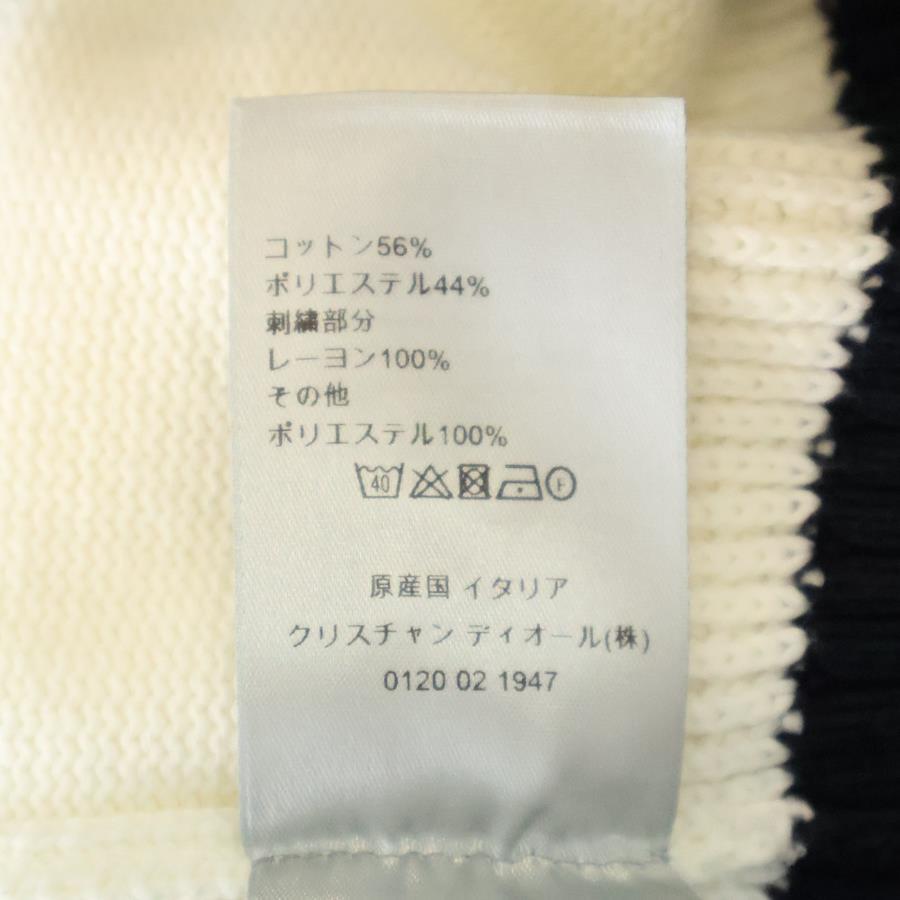 コットン56%
ポリエステル44%
刺繍部分
レーヨン100%
その他
ポリエステル100%
40 F
原産国 イタリア
クリスチャン ディオール(株)
0120 02 1947